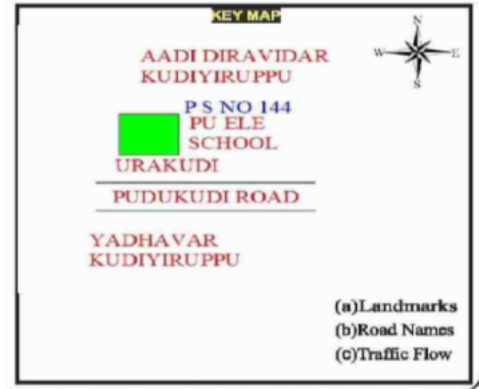 KEY MAP
N
W E
S
AADI DIRAVIDAR
KUDIYIRUPPU
P S NO 144
PU ELE
SCHOOL
URAKUDI
PUDUKUDI ROAD
YADHAVAR
KUDIYIRUPPU
(a)Landmarks
(b)Road Names
(c)Traffic Flow